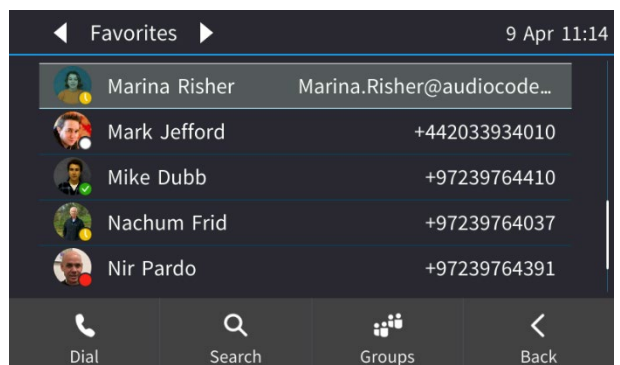 Favorites 9 Apr 11:14
Marina Risher Marina.Risher@audiocode...
Mark Jefford +442033934010
Mike Dubb +97239764410
Nachum Frid +97239764037
Nir Pardo +97239764391
Dial Search Groups Back